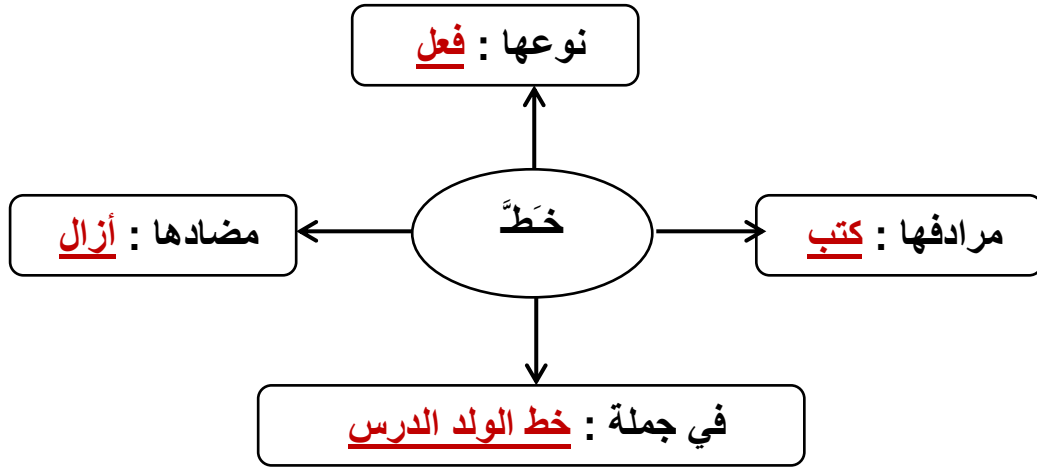 نوعها : فعل
خَطَّ
مرادفها : كتب
مضادها : أزال
في جملة : خط الولد الدرس